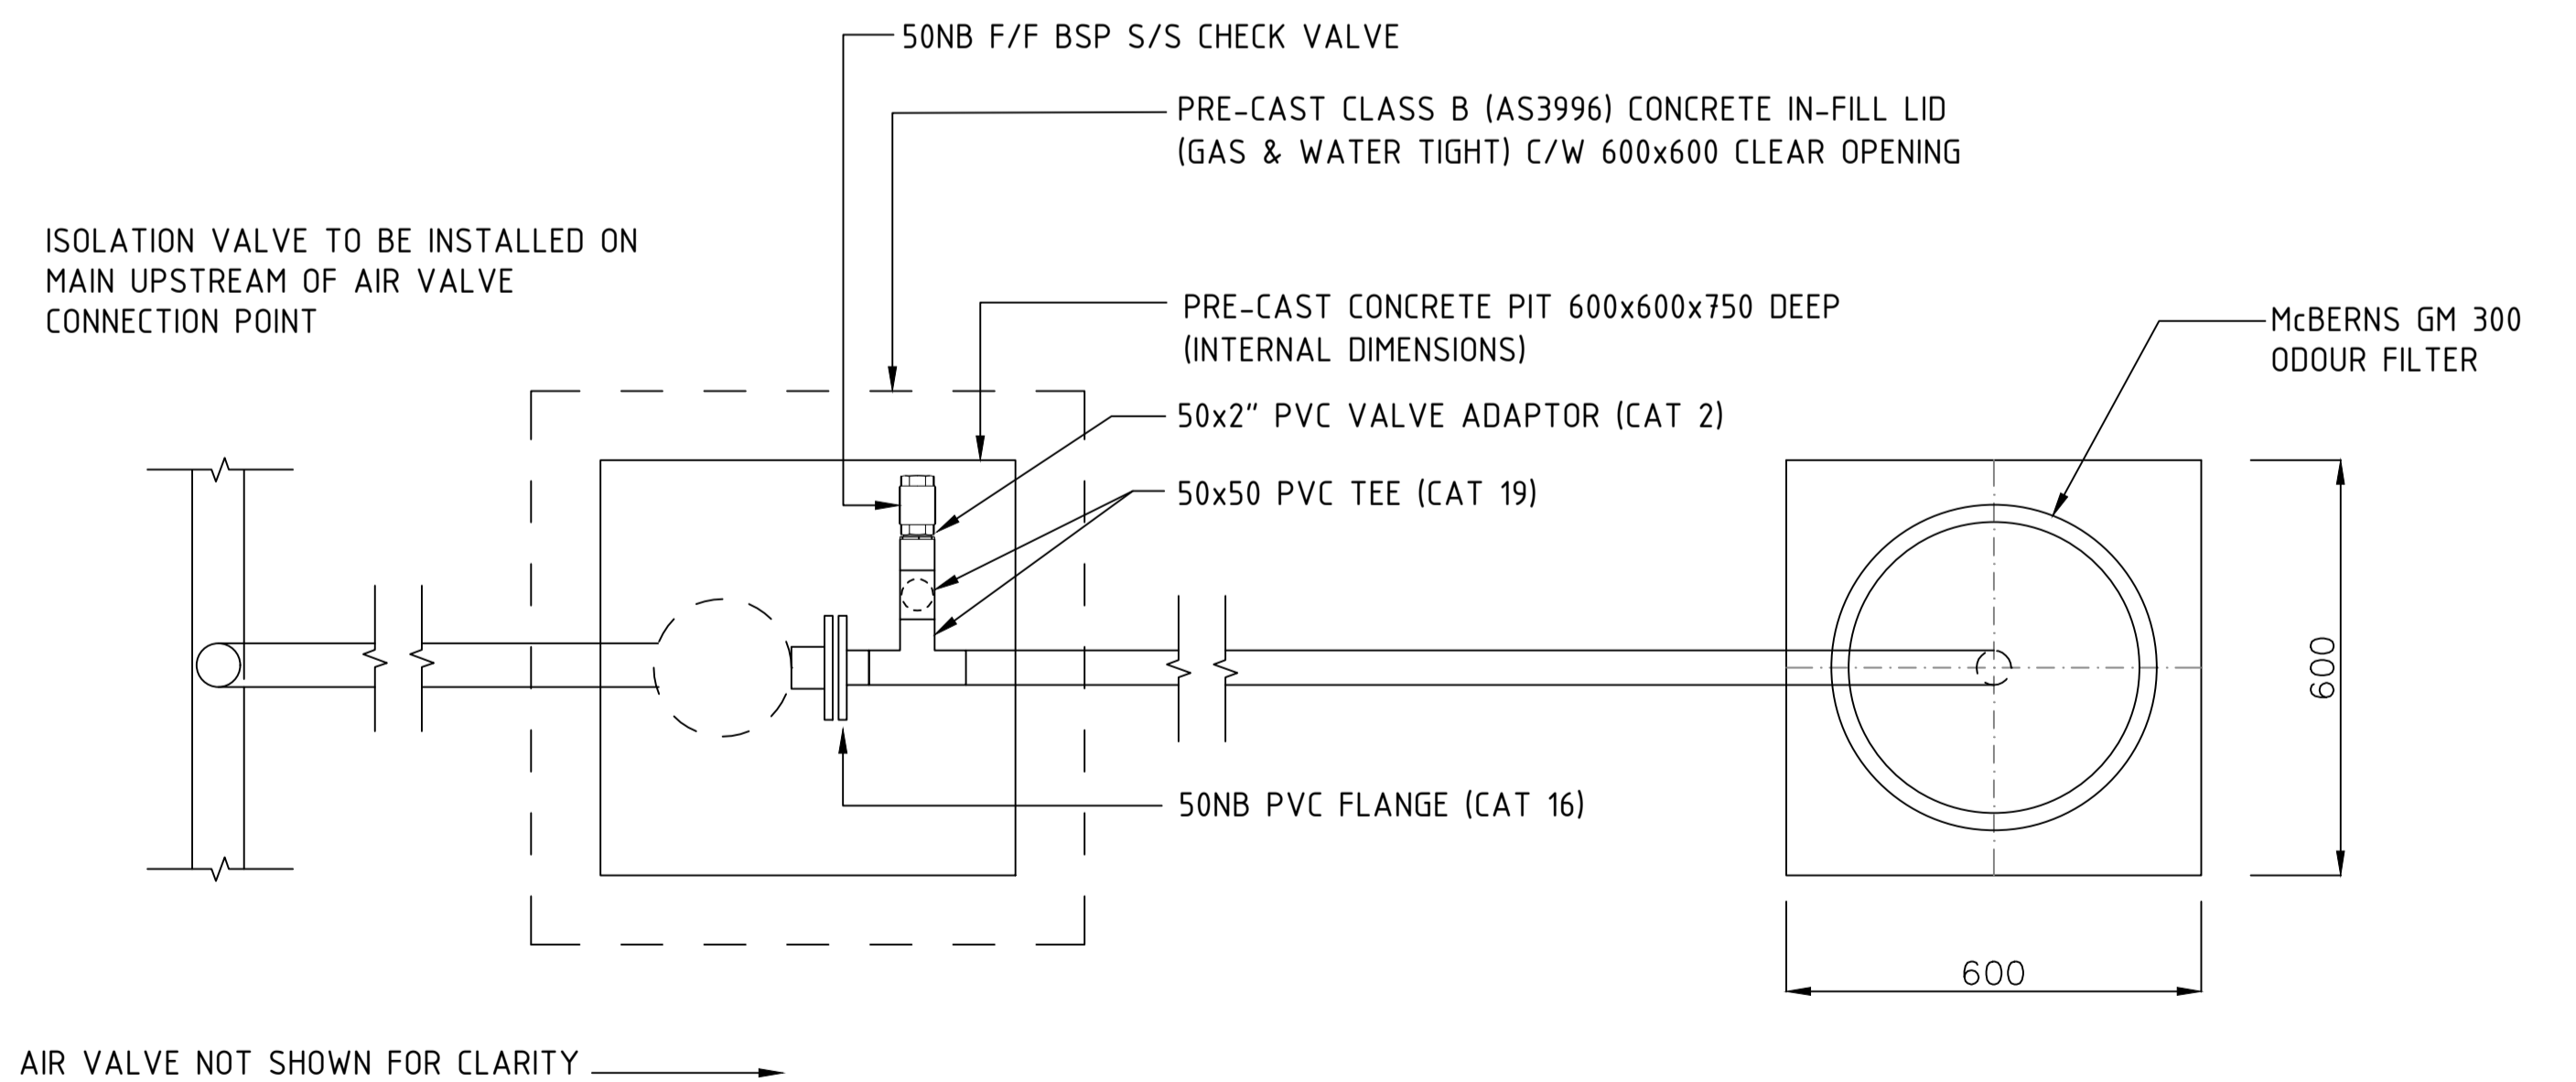 50NB F/F BSP S/S CHECK VALVE
PRE-CAST CLASS B (AS3996) CONCRETE IN-FILL LID
(GAS & WATER TIGHT) C/W 600x600 CLEAR OPENING
ISOLATION VALVE TO BE INSTALLED ON
MAIN UPSTREAM OF AIR VALVE
CONNECTION POINT
PRE-CAST CONCRETE PIT 600x600x750 DEEP
(INTERNAL DIMENSIONS)
McBERNS GM 300
ODOUR FILTER
50x2" PVC VALVE ADAPTOR (CAT 2)
50x50 PVC TEE (CAT 19)
600
50NB PVC FLANGE (CAT 16)
600
AIR VALVE NOT SHOWN FOR CLARITY